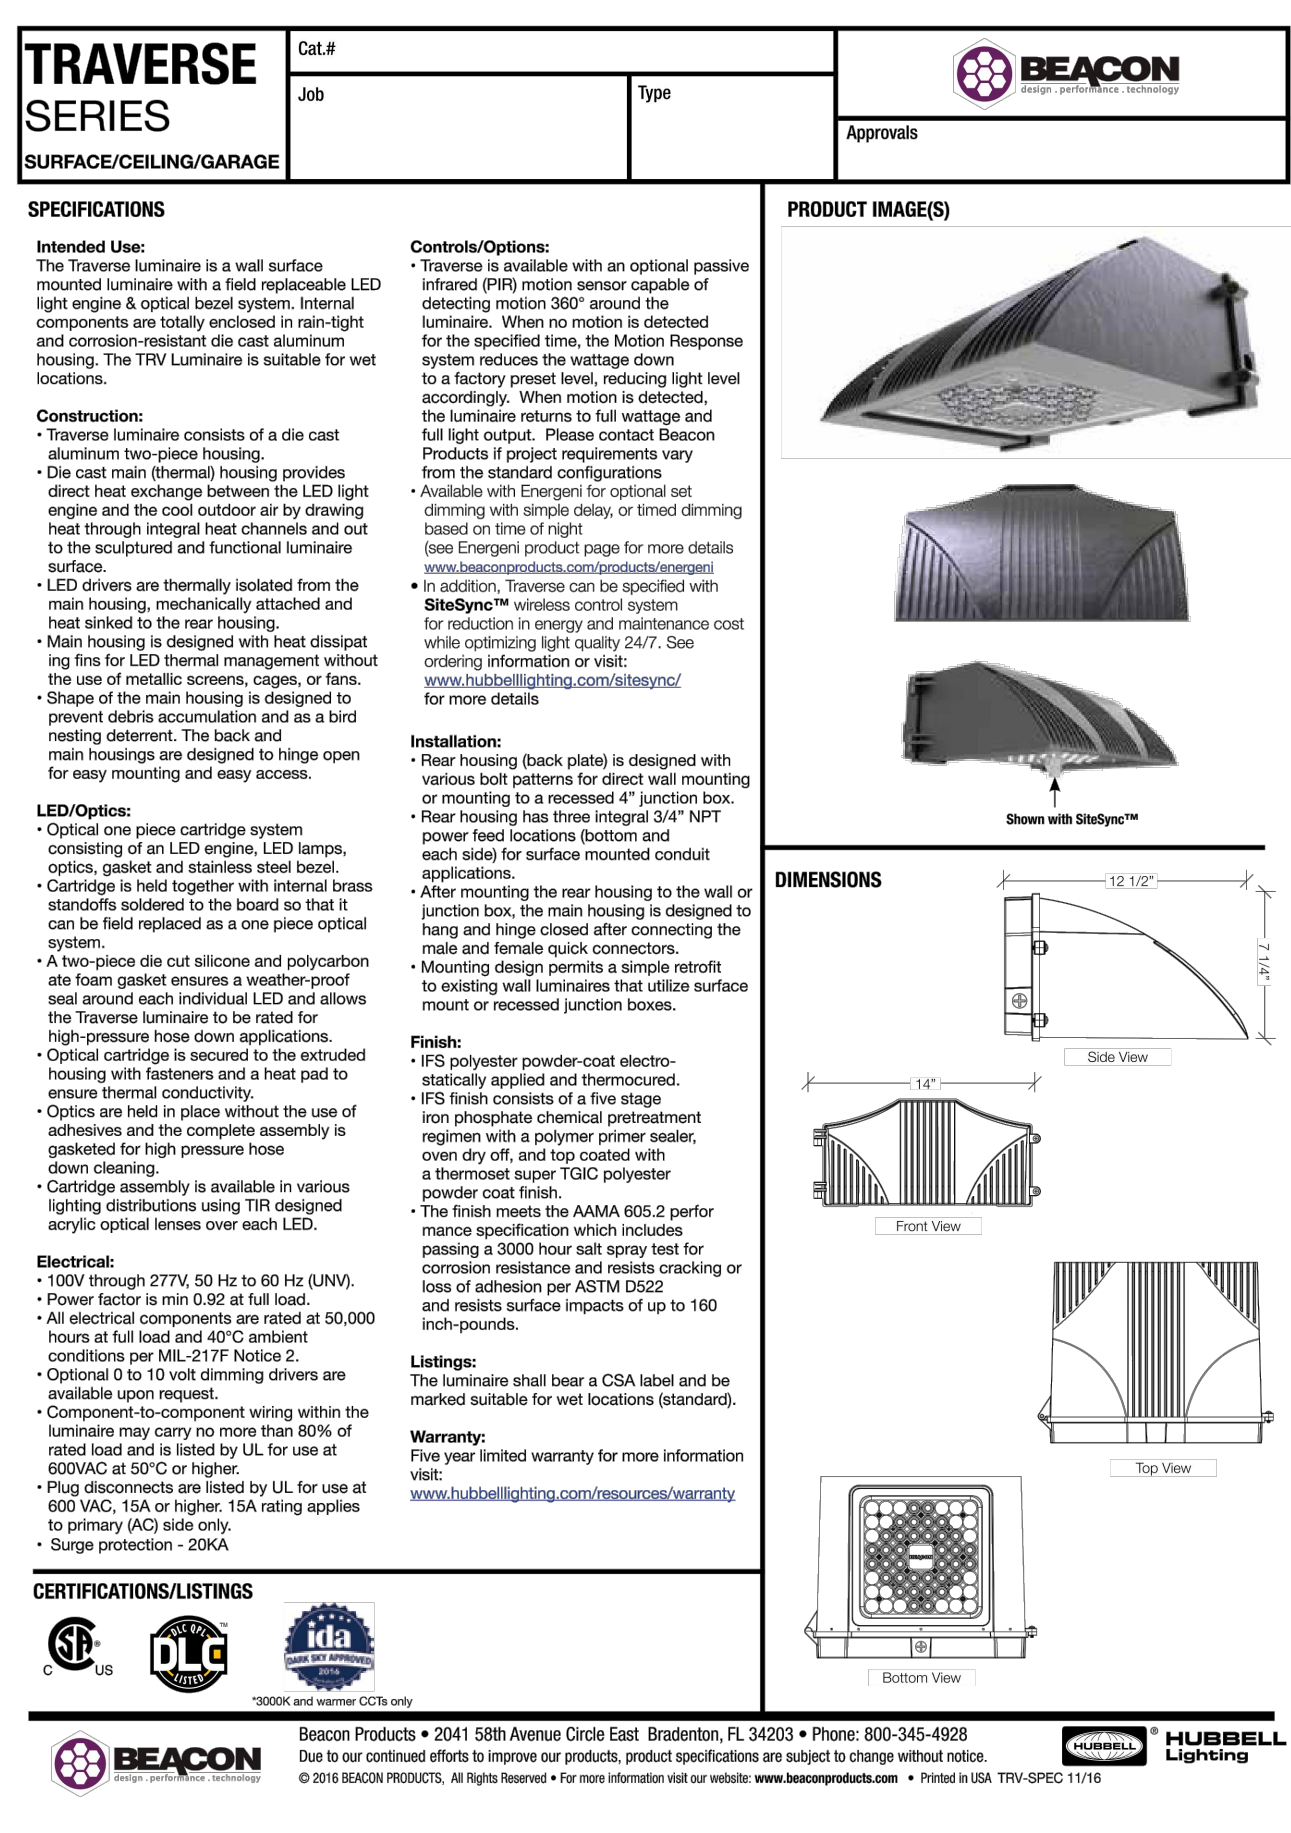 TRAVERSE
SERIES
SURFACE/CEILING/GARAGE
Cat.#
Job
Type
BEACON
design . performance . technology
Approvals
SPECIFICATIONS
Intended Use:
The Traverse luminaire is a wall surface
mounted luminaire with a field replaceable LED
light engine & optical bezel system. Internal
components are totally enclosed in rain-tight
and corrosion-resistant die cast aluminum
housing. The TRV Luminaire is suitable for wet
locations.
Construction:
• Traverse luminaire consists of a die cast
aluminum two-piece housing.
• Die cast main (thermal) housing provides
direct heat exchange between the LED light
engine and the cool outdoor air by drawing
heat through integral heat channels and out
to the sculptured and functional luminaire
surface.
• LED drivers are thermally isolated from the
main housing, mechanically attached and
heat sinked to the rear housing.
• Main housing is designed with heat dissipat
ing fins for LED thermal management without
the use of metallic screens, cages, or fans.
• Shape of the main housing is designed to
prevent debris accumulation and as a bird
nesting deterrent. The back and
main housings are designed to hinge open
for easy mounting and easy access.
LED/Optics:
• Optical one piece cartridge system
consisting of an LED engine, LED lamps,
optics, gasket and stainless steel bezel.
• Cartridge is held together with internal brass
standoffs soldered to the board so that it
can be field replaced as a one piece optical
system.
• A two-piece die cut silicone and polycarbon
ate foam gasket ensures a weather-proof
seal around each individual LED and allows
the Traverse luminaire to be rated for
high-pressure hose down applications.
• Optical cartridge is secured to the extruded
housing with fasteners and a heat pad to
ensure thermal conductivity.
• Optics are held in place without the use of
adhesives and the complete assembly is
gasketed for high pressure hose
down cleaning.
• Cartridge assembly is available in various
lighting distributions using TIR designed
acrylic optical lenses over each LED.
Electrical:
• 100V through 277V, 50 Hz to 60 Hz (UNV).
• Power factor is min 0.92 at full load.
• All electrical components are rated at 50,000
hours at full load and 40°C ambient
conditions per MIL-217F Notice 2.
• Optional 0 to 10 volt dimming drivers are
available upon request.
• Component-to-component wiring within the
luminaire may carry no more than 80% of
rated load and is listed by UL for use at
600VAC at 50°C or higher.
• Plug disconnects are listed by UL for use at
600 VAC, 15A or higher. 15A rating applies
to primary (AC) side only.
• Surge protection - 20KA
Controls/Options:
• Traverse is available with an optional passive
infrared (PIR) motion sensor capable of
detecting motion 360° around the
luminaire. When no motion is detected
for the specified time, the Motion Response
system reduces the wattage down
to a factory preset level, reducing light level
accordingly. When motion is detected,
the luminaire returns to full wattage and
full light output. Please contact Beacon
Products if project requirements vary
from the standard configurations
• Available with Energeni for optional set
dimming with simple delay, or timed dimming
based on time of night
(see Energeni product page for more details
www.beaconproducts.com/products/energeni
• In addition, Traverse can be specified with
SiteSync™ wireless control system
for reduction in energy and maintenance cost
while optimizing light quality 24/7. See
ordering information or visit:
www.hubbelllighting.com/sitesync/
for more details
Installation:
• Rear housing (back plate) is designed with
various bolt patterns for direct wall mounting
or mounting to a recessed 4” junction box.
• Rear housing has three integral 3/4” NPT
power feed locations (bottom and
each side) for surface mounted conduit
applications.
• After mounting the rear housing to the wall or
junction box, the main housing is designed to
hang and hinge closed after connecting the
male and female quick connectors.
• Mounting design permits a simple retrofit
to existing wall luminaires that utilize surface
mount or recessed junction boxes.
Finish:
• IFS polyester powder-coat electro-
statically applied and thermocured.
• IFS finish consists of a five stage
iron phosphate chemical pretreatment
regimen with a polymer primer sealer,
oven dry off, and top coated with
a thermoset super TGIC polyester
powder coat finish.
• The finish meets the AAMA 605.2 perfor
mance specification which includes
passing a 3000 hour salt spray test for
corrosion resistance and resists cracking or
loss of adhesion per ASTM D522
and resists surface impacts of up to 160
inch-pounds.
Listings:
The luminaire shall bear a CSA label and be
marked suitable for wet locations (standard).
Warranty:
Five year limited warranty for more information
visit:
www.hubbelllighting.com/resources/warranty
PRODUCT IMAGE(S)
Shown with SiteSync™
DIMENSIONS
12 1/2”
7 1/4”
Side View
14”
Front View
Top View
BEACON
Bottom View
CERTIFICATIONS/LISTINGS
SA ®
C US
DLC QPL ™
DLC
LISTED
ida
DARK SKY APPROVED
2016
*3000K and warmer CCTs only
BEACON
design . performance . technology
Beacon Products • 2041 58th Avenue Circle East Bradenton, FL 34203 • Phone: 800-345-4928
Due to our continued efforts to improve our products, product specifications are subject to change without notice.
© 2016 BEACON PRODUCTS, All Rights Reserved • For more information visit our website: www.beaconproducts.com • Printed in USA TRV-SPEC 11/16
HUBBELL ®
HUBBELL
Lighting